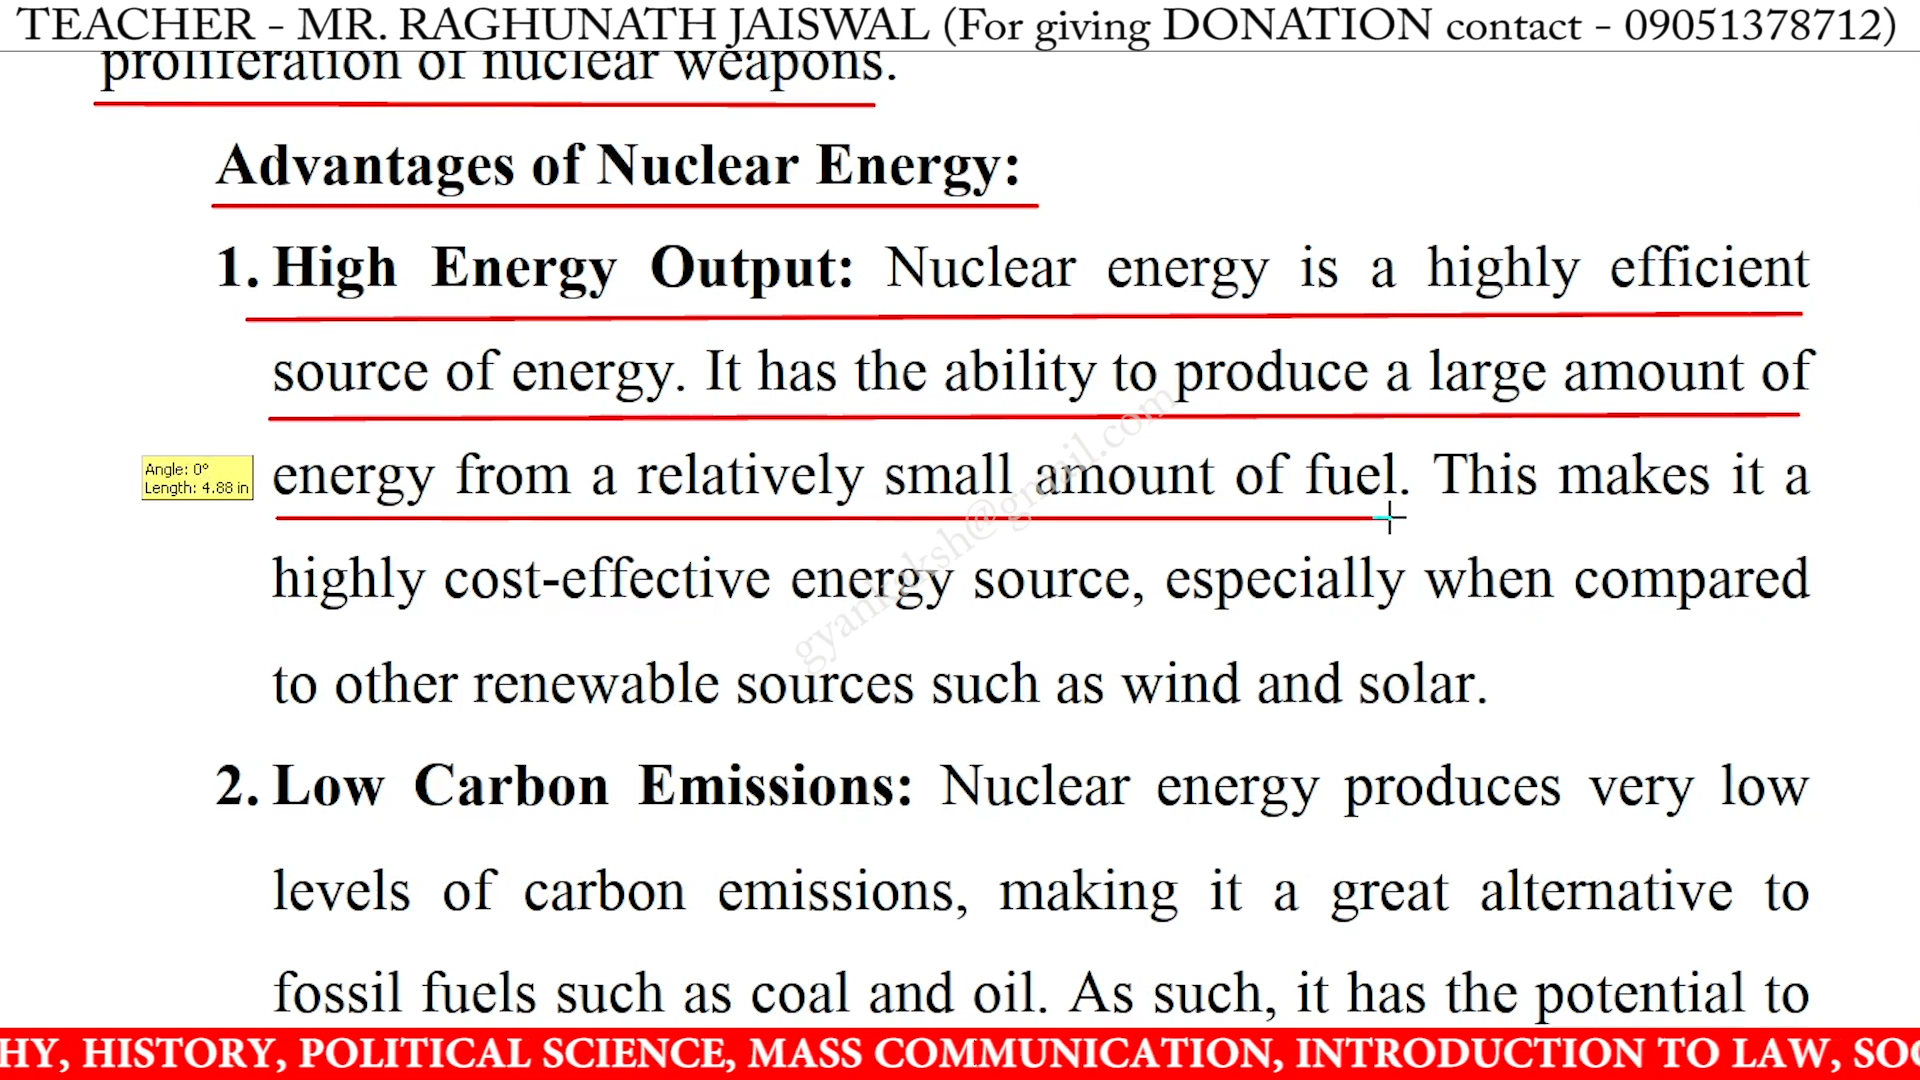 TEACHER - MR. RAGHUNATH JAISWAL (For giving DONATION contact - 09051378712)
proliferation of nuclear weapons.
Advantages of Nuclear Energy:
1. High Energy Output: Nuclear energy is a highly efficient
source of energy. It has the ability to produce a large amount of
Angle: 0°
Length: 4.88 in
energy from a relatively small amount of fuel. This makes it a
highly cost-effective energy source, especially when compared
to other renewable sources such as wind and solar.
2. Low Carbon Emissions: Nuclear energy produces very low
levels of carbon emissions, making it a great alternative to
fossil fuels such as coal and oil. As such, it has the potential to
HY, HISTORY, POLITICAL SCIENCE, MASS COMMUNICATION, INTRODUCTION TO LAW, SOC